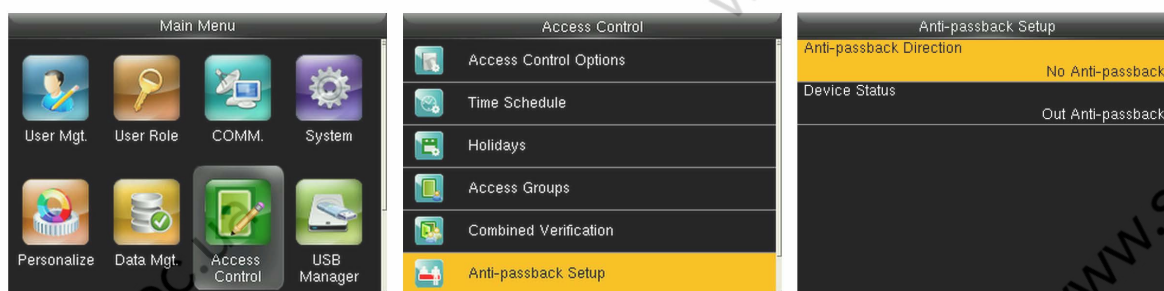 Main Menu
User Mgt.
User Role
COMM.
System
Personalize
Data Mgt.
Access
Control
USB
Manager
Access Control
Access Control Options
Time Schedule
Holidays
Access Groups
Combined Verification
Anti-passback Setup
Anti-passback Setup
Anti-passback Direction
No Anti-passback
Device Status
Out Anti-passback